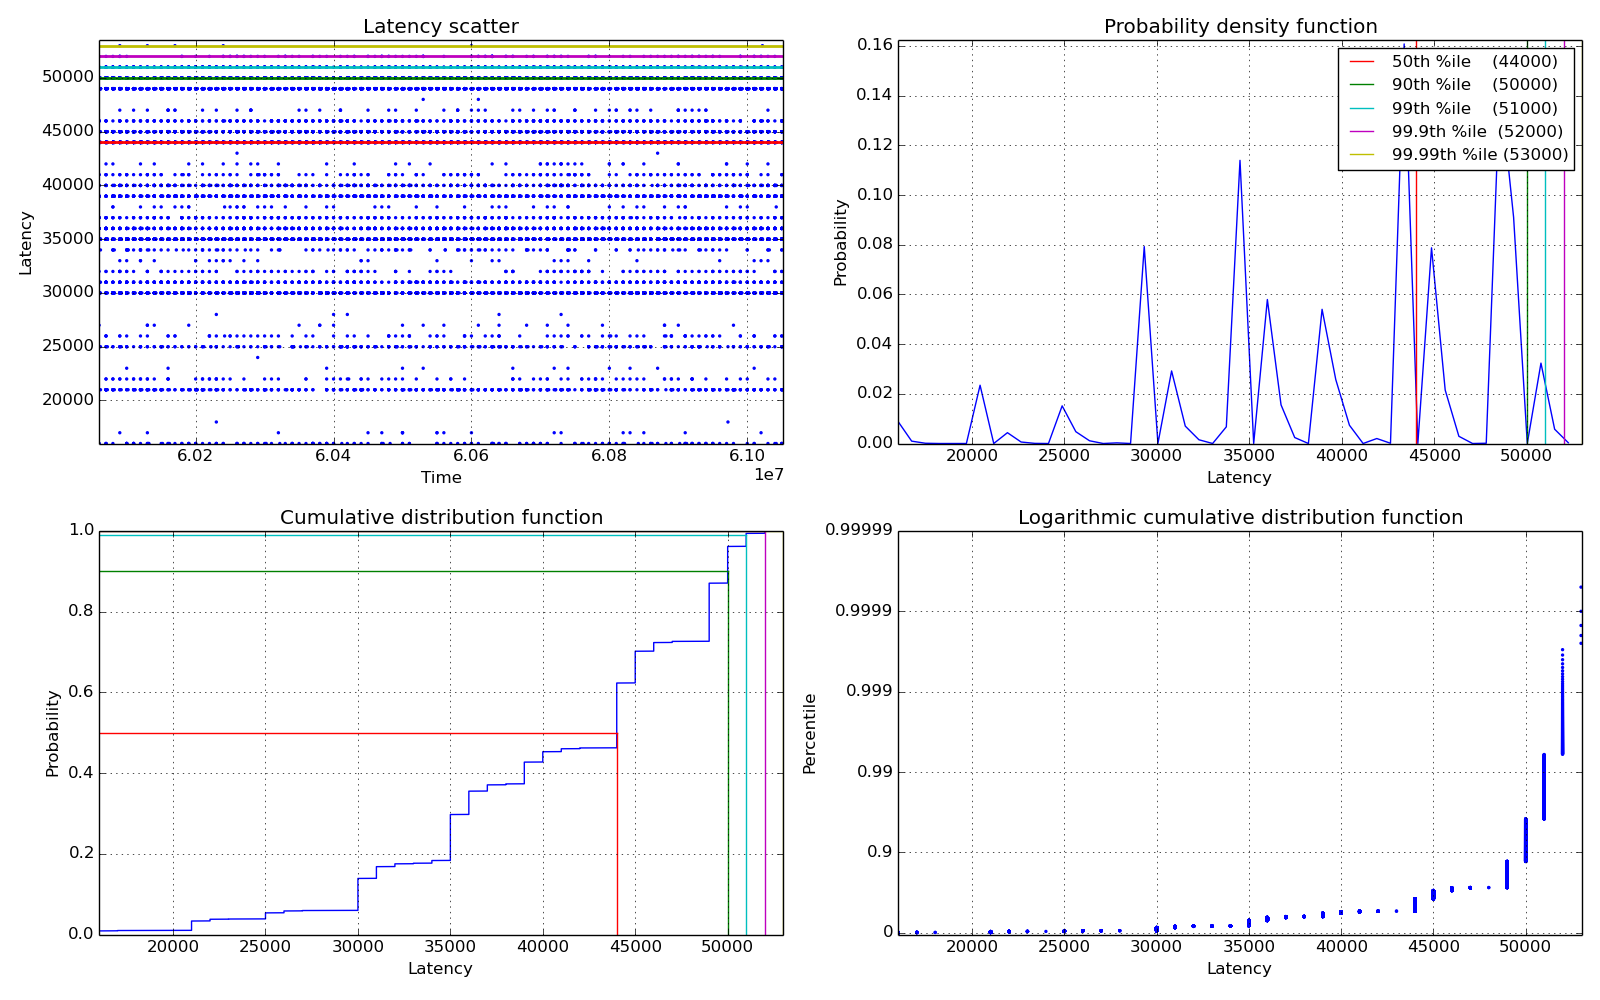 Latency scatter
50000
45000
40000
35000
30000
25000
20000
Latency
6.02 6.04 6.06 6.08 6.10
1e7
Time
Probability density function
0.16
0.14
0.12
0.10
0.08
0.06
0.04
0.02
0.00
Probability
50th %ile (44000)
90th %ile (50000)
99th %ile (51000)
99.9th %ile (52000)
99.99th %ile (53000)
20000 25000 30000 35000 40000 45000 50000
Latency
Cumulative distribution function
1.0
0.8
0.6
0.4
0.2
0.0
Probability
20000 25000 30000 35000 40000 45000 50000
Latency
Logarithmic cumulative distribution function
0.99999
0.9999
0.999
0.99
0.9
0
Percentile
20000 25000 30000 35000 40000 45000 50000
Latency